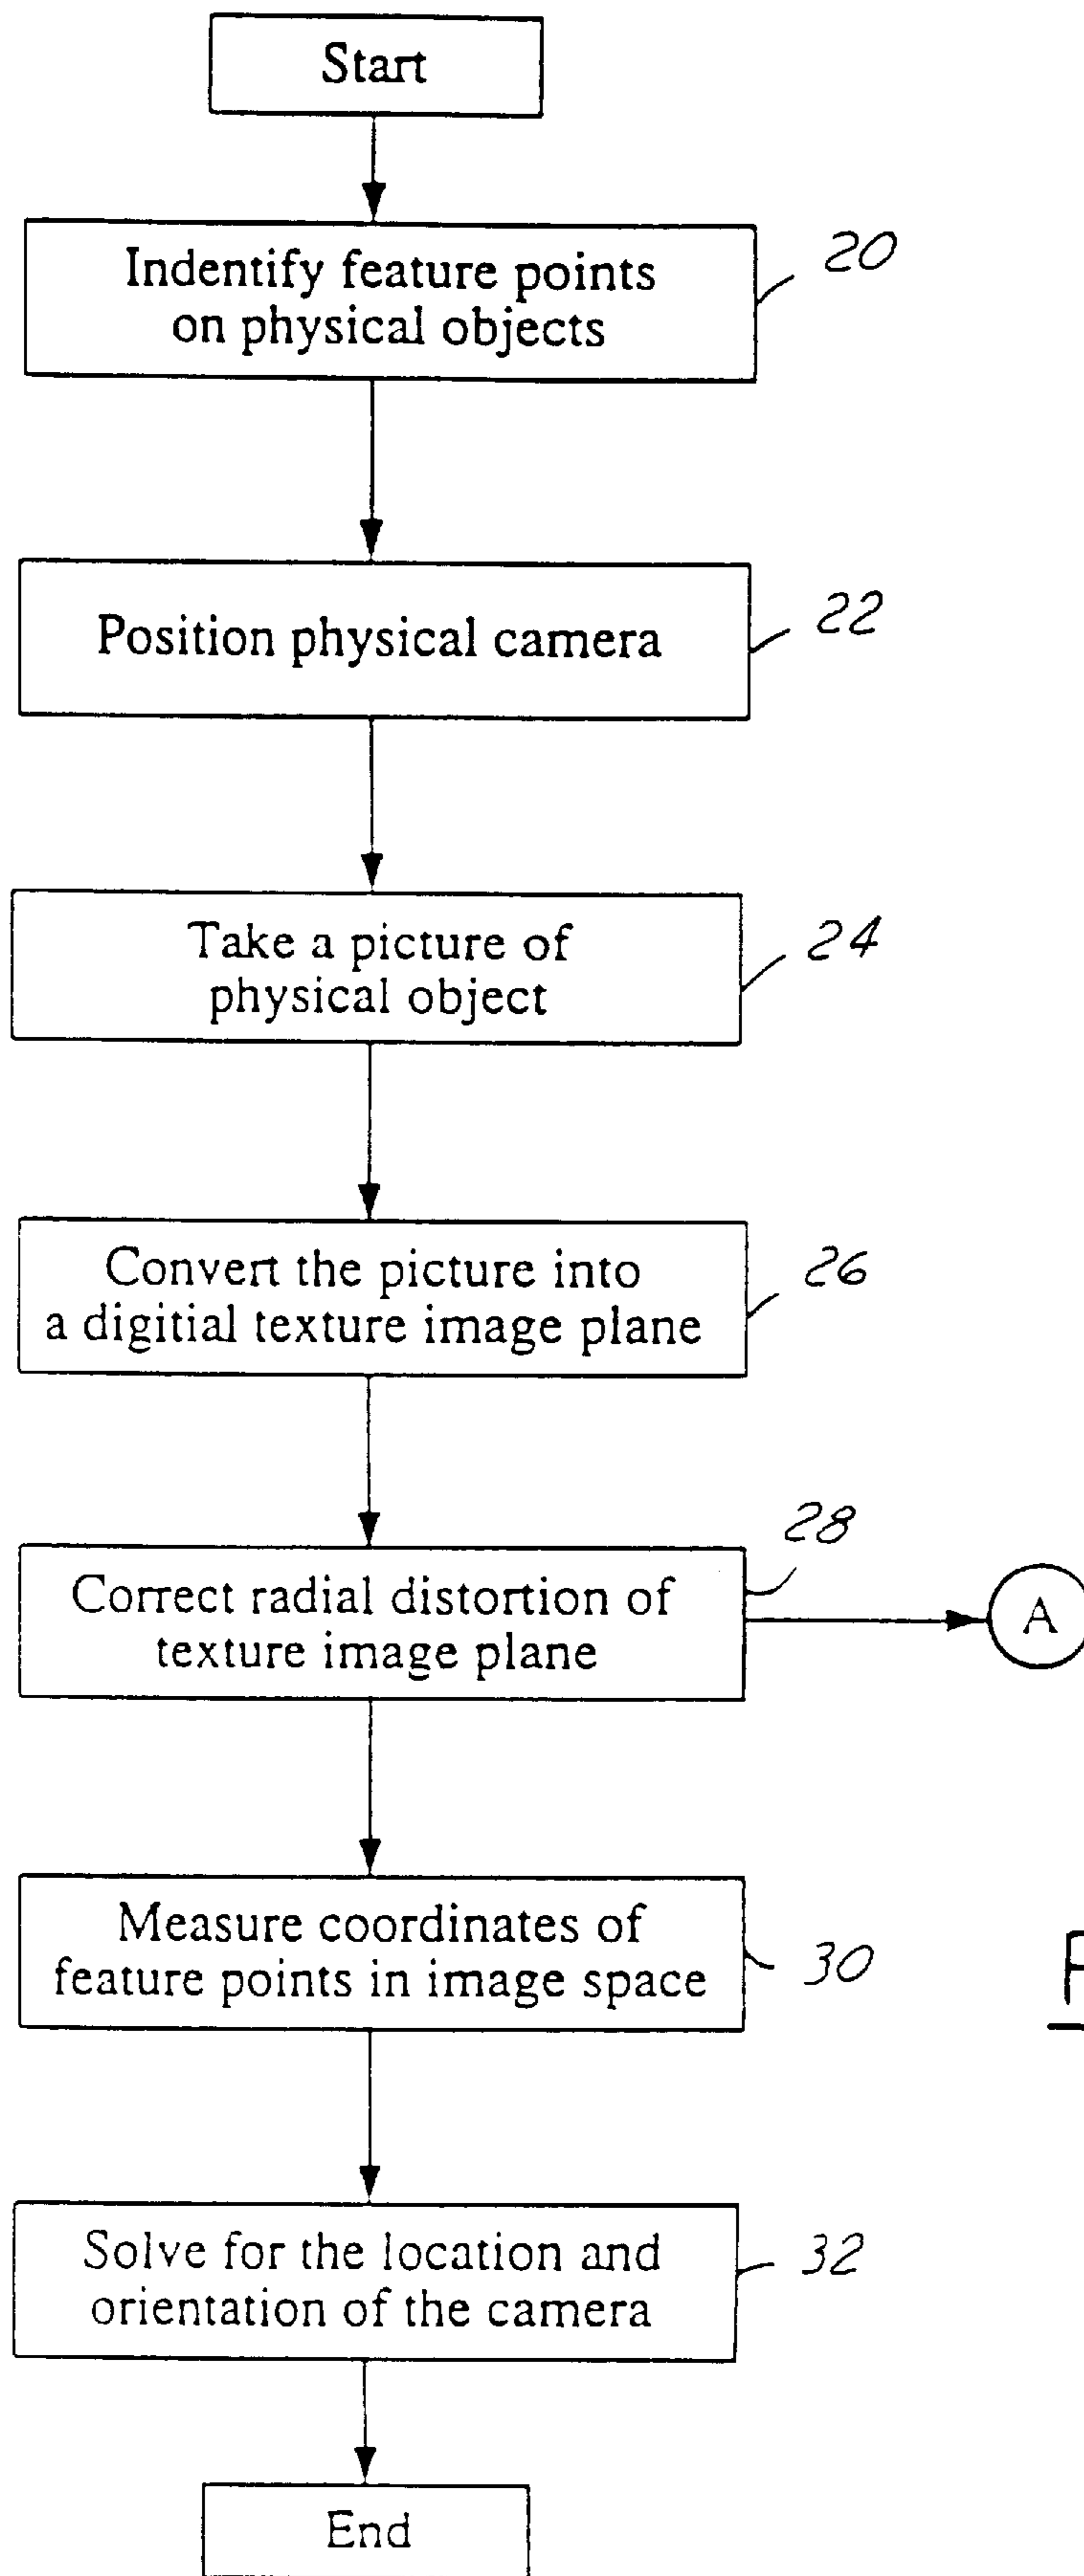 Start
Indentify feature points
on physical objects
20
Position physical camera
22
Take a picture of
physical object
24
Convert the picture into
a digitial texture image plane
26
28
Correct radial distortion of
texture image plane
A
Measure coordinates of
feature points in image space
30
Solve for the location and
orientation of the camera
32
End